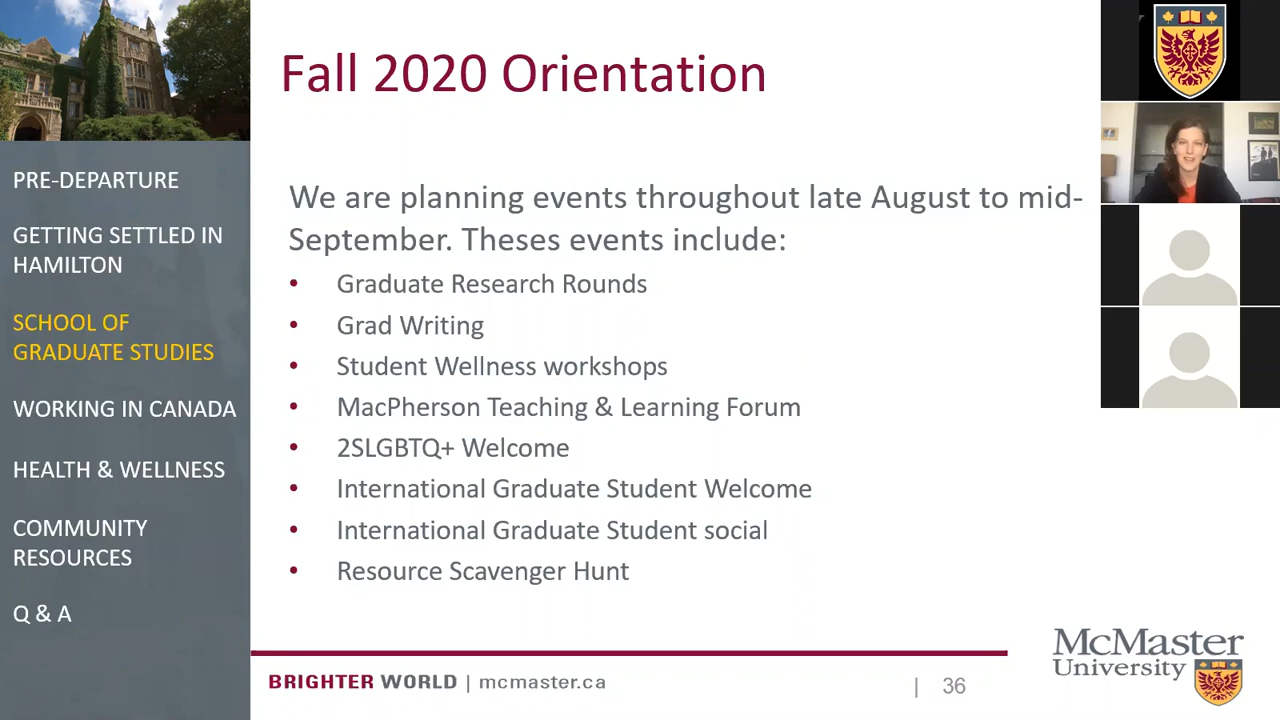 Fall 2020 Orientation
PRE-DEPARTURE
GETTING SETTLED IN
HAMILTON
SCHOOL OF
GRADUATE STUDIES
WORKING IN CANADA
HEALTH & WELLNESS
COMMUNITY
RESOURCES
Q & A
We are planning events throughout late August to mid-
September. Theses events include:
• Graduate Research Rounds
• Grad Writing
• Student Wellness workshops
• MacPherson Teaching & Learning Forum
• 2SLGBTQ+ Welcome
• International Graduate Student Welcome
• International Graduate Student social
• Resource Scavenger Hunt
BRIGHTER WORLD | mcmaster.ca
| 36
McMaster
University